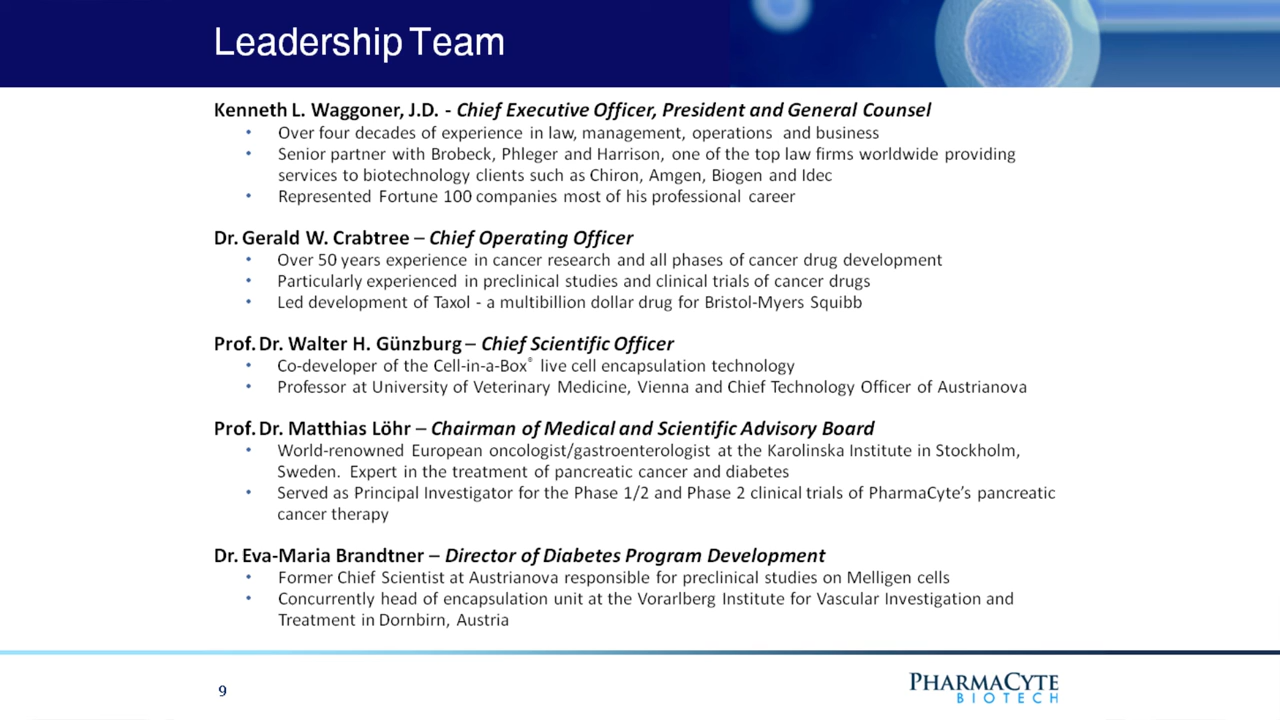 Leadership Team
Kenneth L. Waggoner, J.D. - Chief Executive Officer, President and General Counsel
• Over four decades of experience in law, management, operations and business
• Senior partner with Brobeck, Phleger and Harrison, one of the top law firms worldwide providing
services to biotechnology clients such as Chiron, Amgen, Biogen and Idec
• Represented Fortune 100 companies most of his professional career
Dr. Gerald W. Crabtree – Chief Operating Officer
• Over 50 years experience in cancer research and all phases of cancer drug development
• Particularly experienced in preclinical studies and clinical trials of cancer drugs
• Led development of Taxol - a multibillion dollar drug for Bristol-Myers Squibb
Prof. Dr. Walter H. Günzburg – Chief Scientific Officer
• Co-developer of the Cell-in-a-Box® live cell encapsulation technology
• Professor at University of Veterinary Medicine, Vienna and Chief Technology Officer of Austrianova
Prof. Dr. Matthias Löhr – Chairman of Medical and Scientific Advisory Board
• World-renowned European oncologist/gastroenterologist at the Karolinska Institute in Stockholm,
Sweden. Expert in the treatment of pancreatic cancer and diabetes
• Served as Principal Investigator for the Phase 1/2 and Phase 2 clinical trials of PharmaCyte’s pancreatic
cancer therapy
Dr. Eva-Maria Brandtner – Director of Diabetes Program Development
• Former Chief Scientist at Austrianova responsible for preclinical studies on Melligen cells
• Concurrently head of encapsulation unit at the Vorarlberg Institute for Vascular Investigation and
Treatment in Dornbirn, Austria
9
PHARMACYTE
BIOTECH